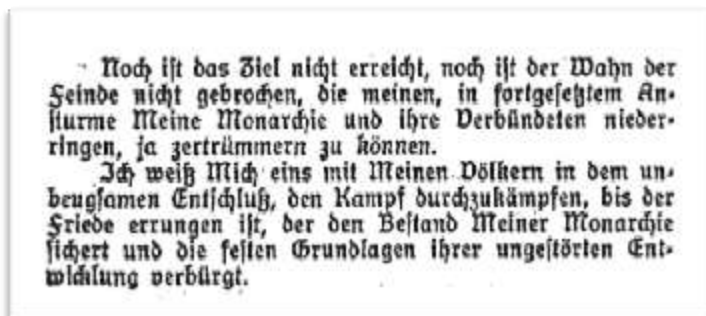 Noch ist das Ziel nicht erreicht, noch ist der Wahn der
Feinde nicht gebrochen, die meinen, in fortgesetztem An-
sturme Meine Monarchie und ihre Verbündeten nieder-
ringen, ja zertrümmern zu können.
Ich weiß Mich eins mit Meinen Völkern in dem un-
beugsamen Entschluß, den Kampf durchzukämpfen, bis der
Friede errungen ist, der den Bestand Meiner Monarchie
sichert und die festen Grundlagen ihrer ungestörten Ent-
wicklung verbürgt.